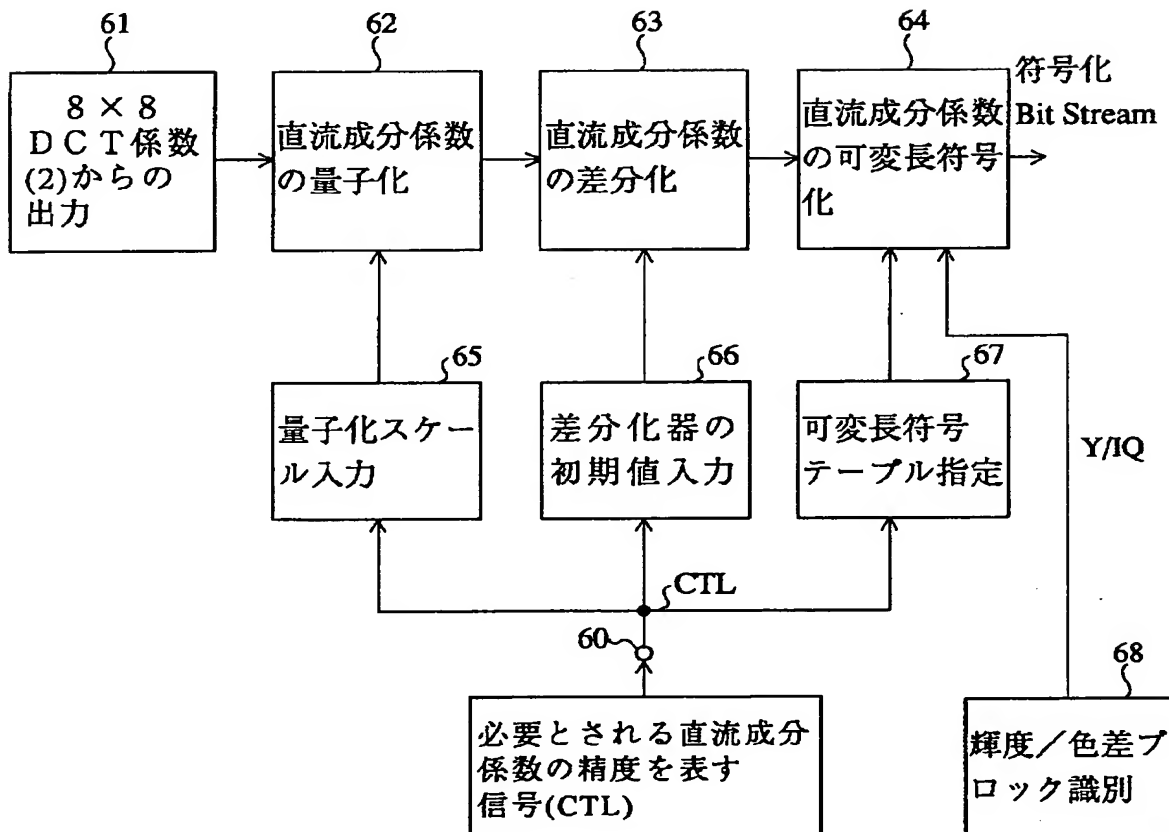 61
62
63
64
8 × 8
DCT係数
(2)からの
出力
直流成分係数
の量子化
直流成分係数
の差分化
直流成分係数
の可変長符号
化
符号化
Bit Stream
65
66
67
量子化スケー
ル入力
差分化器の
初期値入力
可変長符号
テーブル指定
Y/IQ
CTL
60
68
必要とされる直流成分
係数の精度を表す
信号(CTL)
輝度／色差ブ
ロック識別